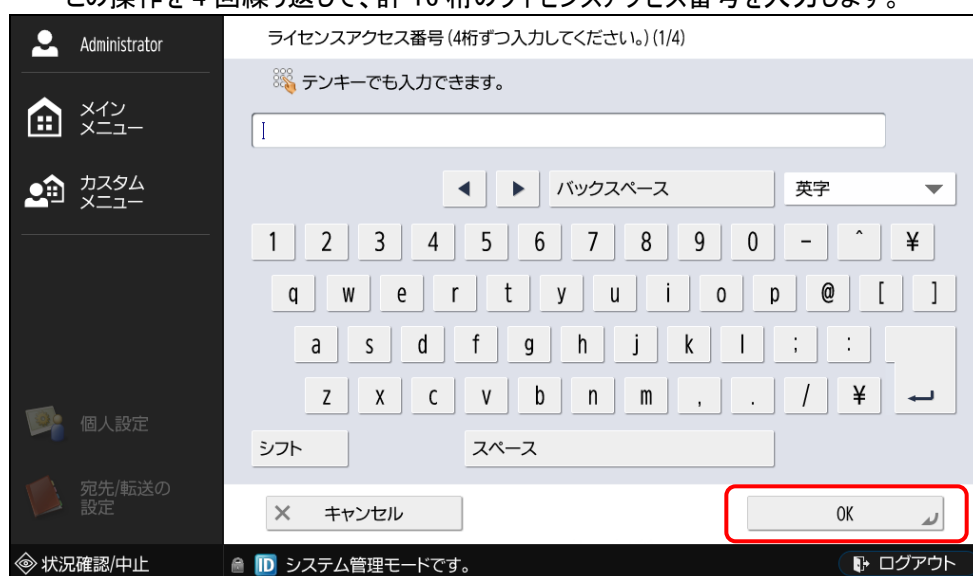 この操作を 4 回繰り返して、計 16 桁のライセンスアクセス番号を入力します。
Administrator
ライセンスアクセス番号(4桁ずつ入力してください。)(1/4)
テンキーでも入力できます。
メイン
メニュー
カスタム
メニュー
バックスペース
英字
1 2 3 4 5 6 7 8 9 0 - ^ ¥
q w e r t y u i o p @ [ ]
a s d f g h j k l ; :
z x c v b n m , . / ¥
シフト
スペース
個人設定
宛先/転送の
設定
キャンセル
OK
状況確認/中止
ID システム管理モードです。
ログアウト